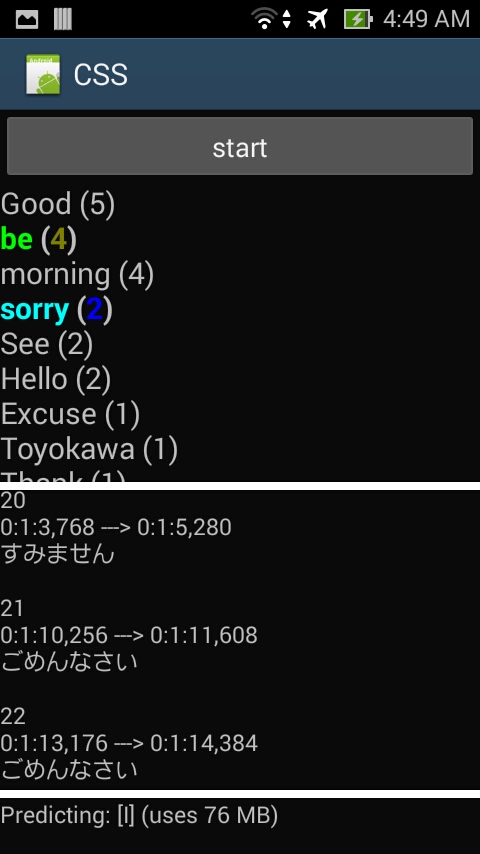 4:49 AM
CSS
start
Good (5)
be (4)
morning (4)
sorry (2)
See (2)
Hello (2)
Excuse (1)
Toyokawa (1)
Thank (1)
20
0:1:3,768 ---> 0:1:5,280
すみません
21
0:1:10,256 ---> 0:1:11,608
ごめんなさい
22
0:1:13,176 ---> 0:1:14,384
ごめんなさい
Predicting: [I] (uses 76 MB)